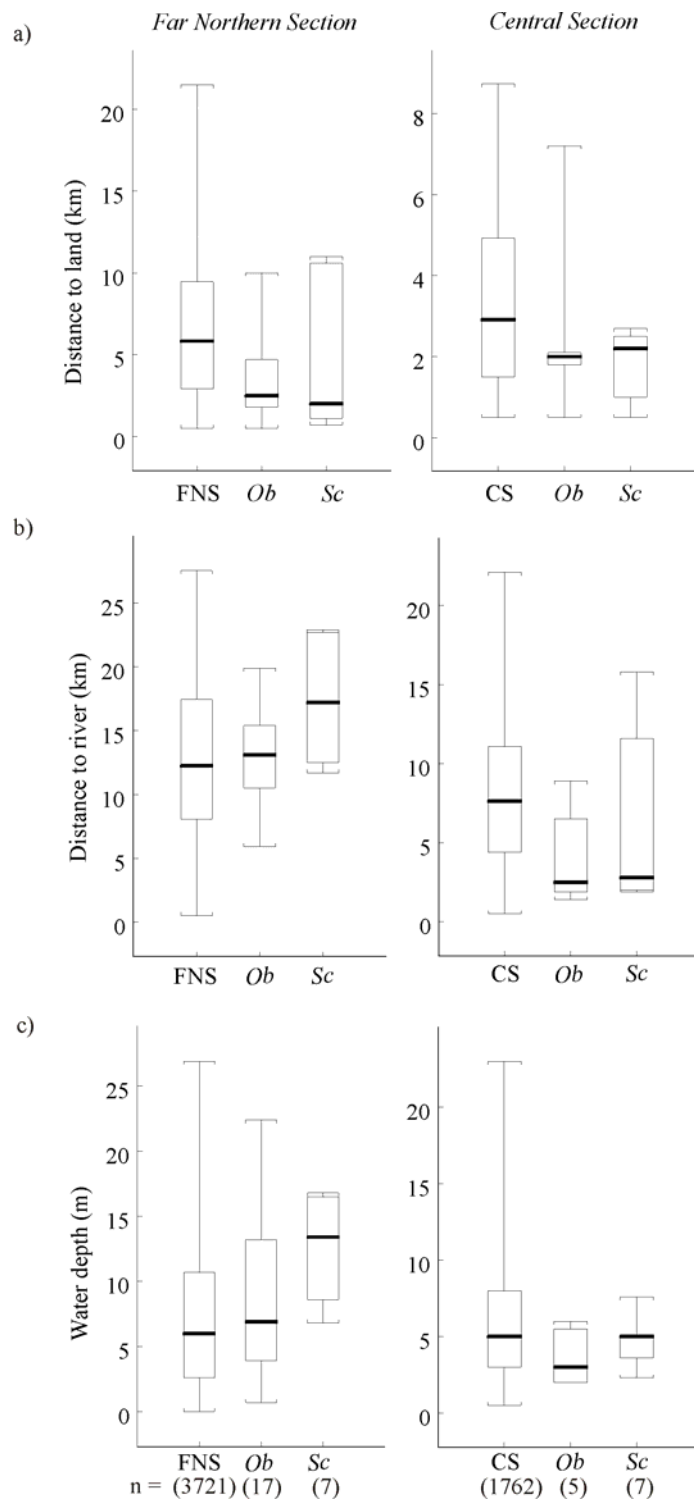 Far Northern Section Central Section
a)
Distance to land (km)
20
15
10
5
0
8
6
4
2
0
FNS Ob Sc CS Ob Sc
b)
Distance to river (km)
25
20
15
10
5
0
20
15
10
5
0
FNS Ob Sc CS Ob Sc
c)
Water depth (m)
25
20
15
10
5
0
20
15
10
5
0
FNS Ob Sc CS Ob Sc
n = (3721) (17) (7) (1762) (5) (7)